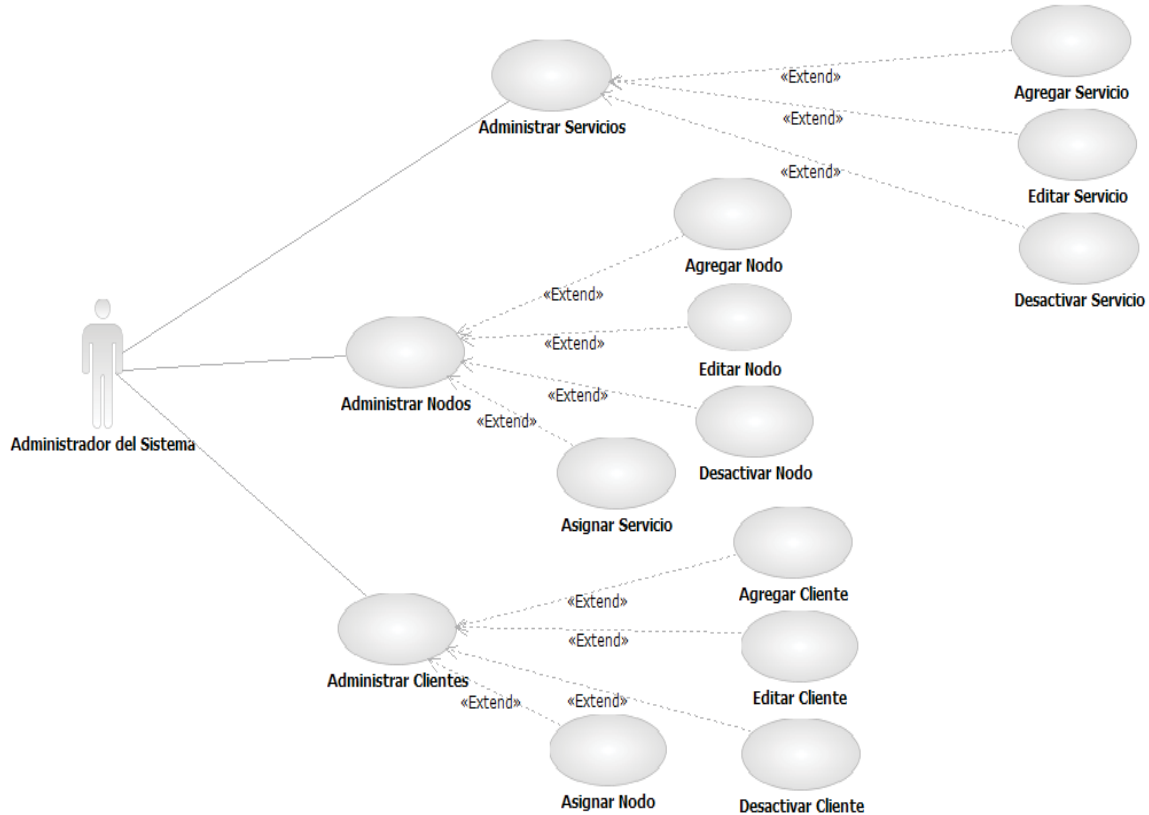 «Extend»
Agregar Servicio
«Extend»
Administrar Servicios
«Extend»
Editar Servicio
Agregar Nodo
Desactivar Servicio
«Extend»
«Extend»
Editar Nodo
Administrar Nodos
«Extend»
«Extend»
Administrador del Sistema
Desactivar Nodo
Asignar Servicio
Agregar Cliente
«Extend»
«Extend»
Administrar Clientes
Editar Cliente
«Extend»
«Extend»
Asignar Nodo
Desactivar Cliente